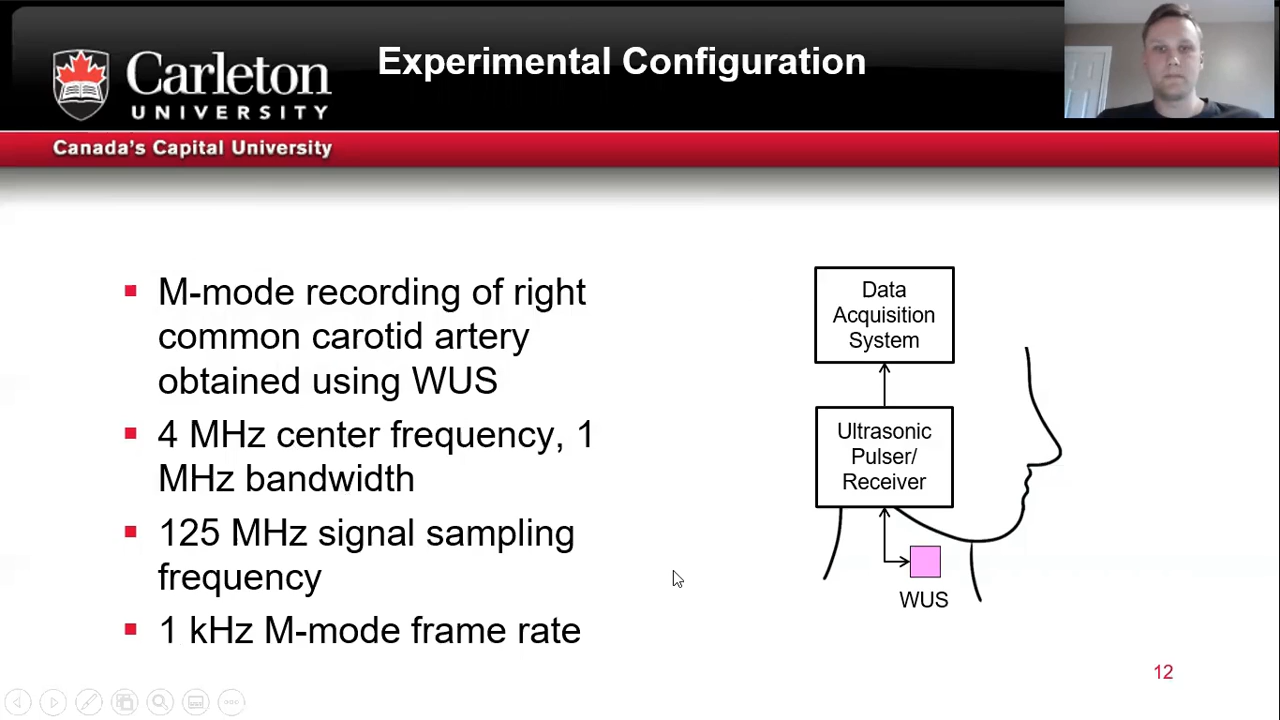 Carleton
UNIVERSITY
Canada's Capital University
Experimental Configuration
▪ M-mode recording of right
common carotid artery
obtained using WUS
▪ 4 MHz center frequency, 1
MHz bandwidth
▪ 125 MHz signal sampling
frequency
▪ 1 kHz M-mode frame rate
Data
Acquisition
System
Ultrasonic
Pulser/
Receiver
WUS
12